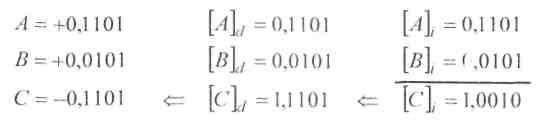 A = +0,1101 [A]d = 0,1101 [A]i = 0,1101
B = +0,0101 [B]d = 0,0101 [B]i = (,0101
C = −0,1101 ⇐ [C]d = 1,1101 ⇐ [C]i = 1,0010